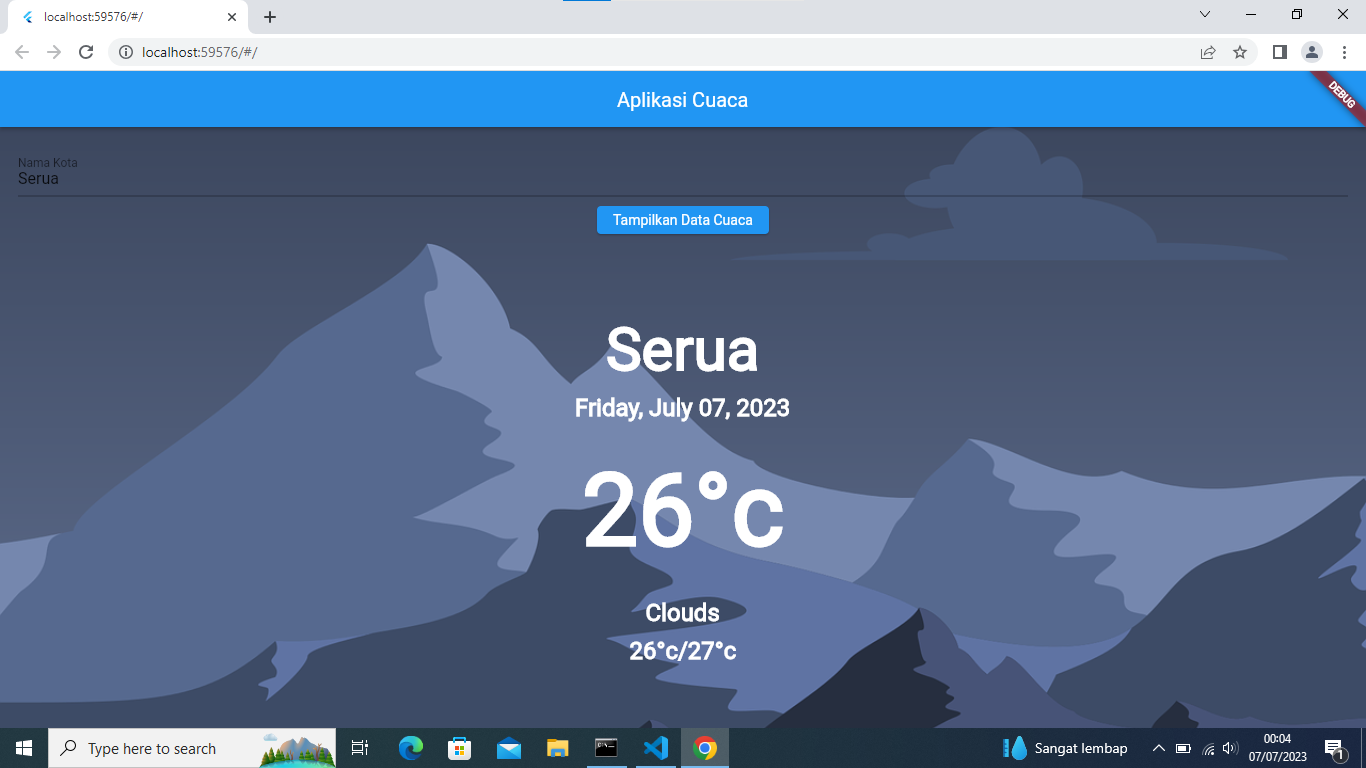 localhost:59576/#/
localhost:59576/#/
Aplikasi Cuaca
DEBUG
Nama Kota
Serua
Tampilkan Data Cuaca
Serua
Friday, July 07, 2023
26°c
Clouds
26°c/27°c
Type here to search
Sangat lembap
00:04
07/07/2023
1